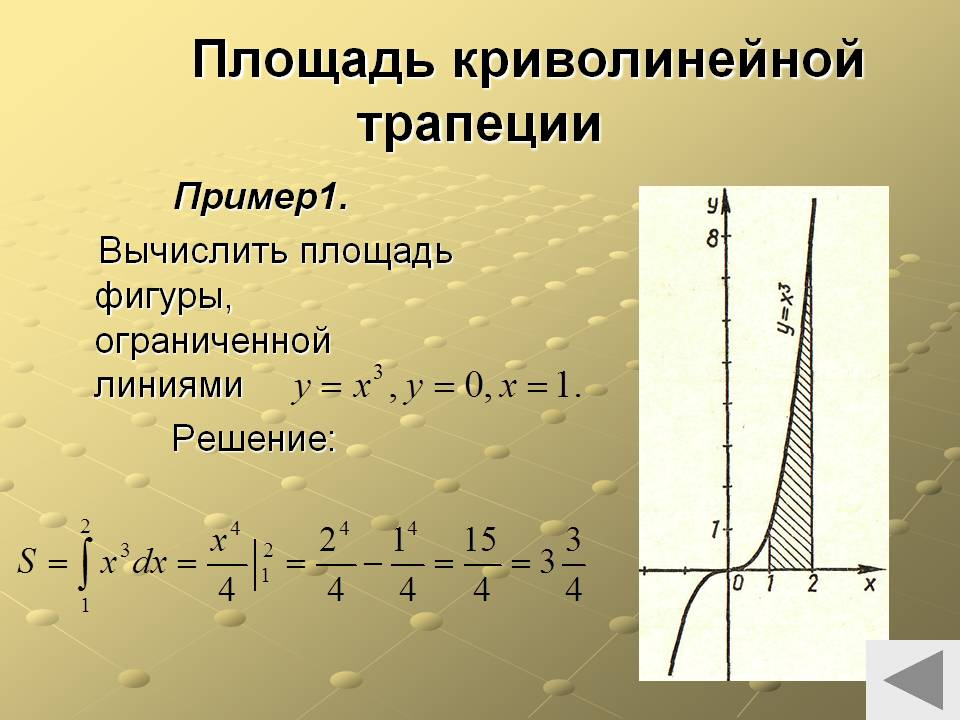 Площадь криволинейной
трапеции
Пример1.
Вычислить площадь
фигуры,
ограниченной
линиями y = x³, y = 0, x = 1.
Решение:
S = ∫₁² x³dx = x⁴/4 |₁² = 2⁴/4 − 1⁴/4 = 15/4 = 3 3/4
y
8
y=x³
1
0 1 2 x